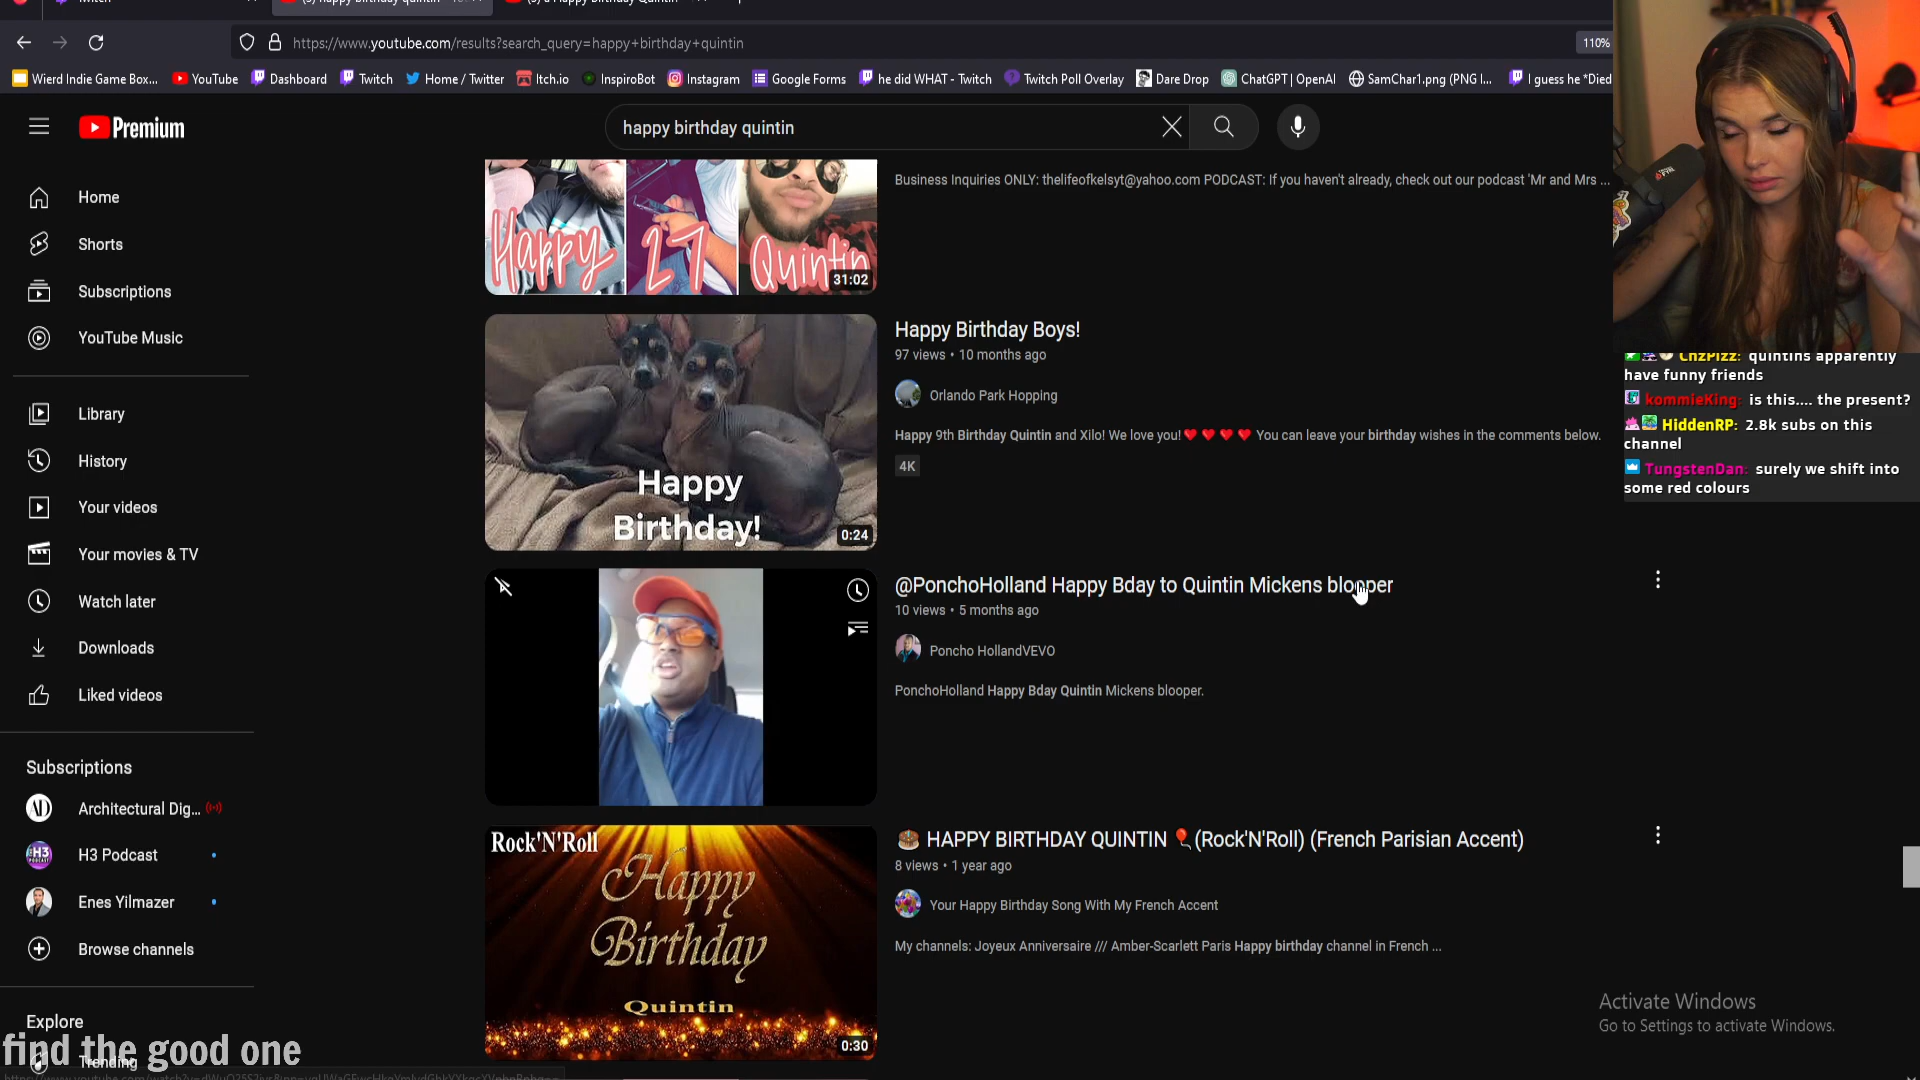 Twitch
https://www.youtube.com/results?search_query=happy+birthday+quintin
110%
Wierd Indie Game Box...
YouTube
Dashboard
Twitch
Home / Twitter
Itch.io
InspiroBot
Instagram
Google Forms
he did WHAT - Twitch
Twitch Poll Overlay
Dare Drop
ChatGPT | OpenAI
SamChar1.png (PNG I...
I guess he *Died
Premium
happy birthday quintin
Home
Shorts
Subscriptions
YouTube Music
Library
History
Your videos
Your movies & TV
Watch later
Downloads
Liked videos
Subscriptions
Architectural Dig...
H3 Podcast
Enes Yilmazer
Browse channels
Explore
Trending
find the good one
Happy 27 Quintin
31:02
Business Inquiries ONLY: thelifeofkelsyt@yahoo.com PODCAST: If you haven't already, check out our podcast 'Mr and Mrs ...
Happy
Birthday!
0:24
Happy Birthday Boys!
97 views • 10 months ago
Orlando Park Hopping
Happy 9th Birthday Quintin and Xilo! We love you!❤❤❤❤ You can leave your birthday wishes in the comments below.
4K
@PonchoHolland Happy Bday to Quintin Mickens blooper
10 views • 5 months ago
Poncho HollandVEVO
PonchoHolland Happy Bday Quintin Mickens blooper.
Rock'N'Roll
Happy
Birthday
Quintin
0:30
HAPPY BIRTHDAY QUINTIN 🎈(Rock'N'Roll) (French Parisian Accent)
8 views • 1 year ago
Your Happy Birthday Song With My French Accent
My channels: Joyeux Anniversaire /// Amber-Scarlett Paris Happy birthday channel in French ...
ChzPizz: quintins apparently
have funny friends
kommieKing: is this.... the present?
HiddenRP: 2.8k subs on this
channel
TungstenDan: surely we shift into
some red colours
Activate Windows
Go to Settings to activate Windows.